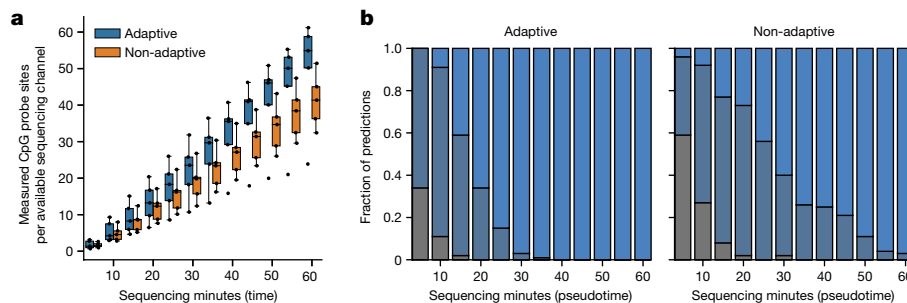 a
Measured CpG probe sites
per available sequencing channel
60
50
40
30
20
10
0
Adaptive
Non-adaptive
10 20 30 40 50 60
Sequencing minutes (time)
b
Adaptive
Fraction of predictions
1.0
0.8
0.6
0.4
0.2
0
10 20 30 40 50 60
Sequencing minutes (pseudotime)
Non-adaptive
10 20 30 40 50 60
Sequencing minutes (pseudotime)